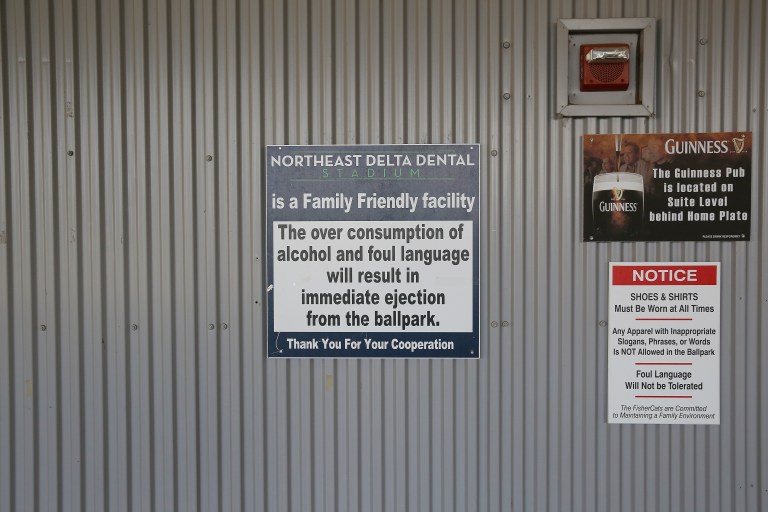 NORTHEAST DELTA DENTAL
STADIUM
is a Family Friendly facility
The over consumption of
alcohol and foul language
will result in
immediate ejection
from the ballpark.
Thank You For Your Cooperation
GUINNESS
The Guinness Pub
is located on
Suite Level
behind Home Plate
GUINNESS
PLEASE DRINK RESPONSIBLY
NOTICE
SHOES & SHIRTS
Must Be Worn at All Times
Any Apparel with Inappropriate
Slogans, Phrases, or Words
Is NOT Allowed in the Ballpark
Foul Language
Will Not be Tolerated
The FisherCats are Committed
to Maintaining a Family Environment